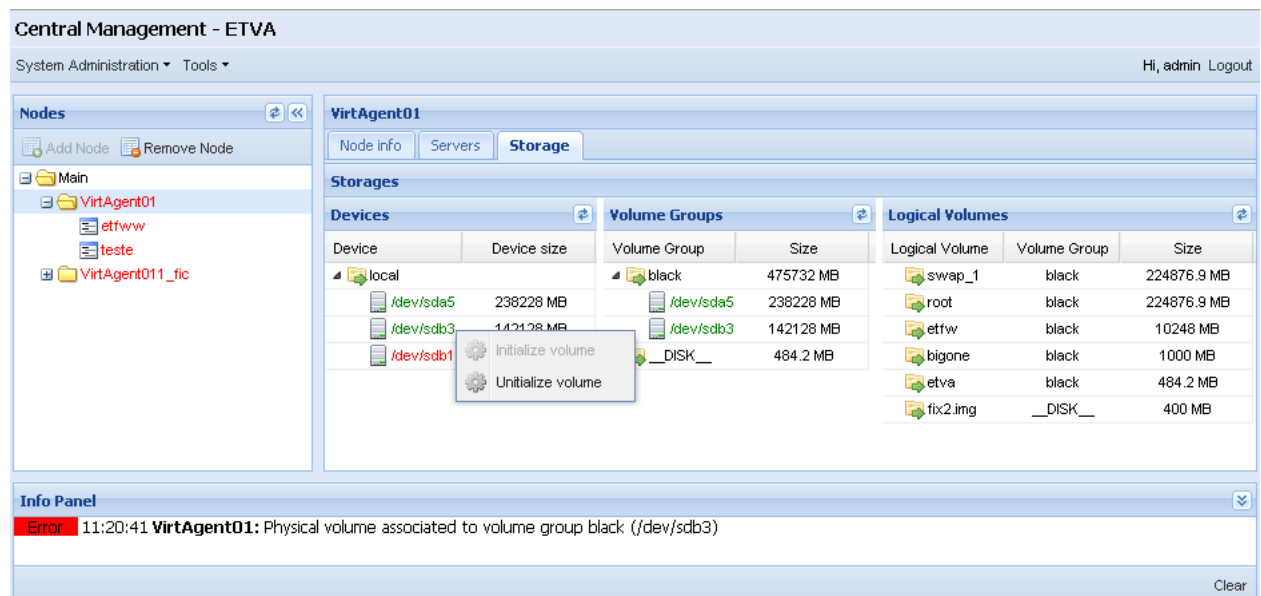 Central Management - ETVA
System Administration Tools Hi, admin Logout
Nodes
Add Node Remove Node
Main
VirtAgent01
etfww
teste
VirtAgent011_fic
VirtAgent01
Node info Servers Storage
Storages
Devices
Device Device size
local
/dev/sda5 238228 MB
/dev/sdb3 142128 MB
/dev/sdb1
Initialize volume
Unitialize volume
Volume Groups
Volume Group Size
black 475732 MB
/dev/sda5 238228 MB
/dev/sdb3 142128 MB
__DISK__ 484.2 MB
Logical Volumes
Logical Volume Volume Group Size
swap_1 black 224876.9 MB
root black 224876.9 MB
etfw black 10248 MB
bigone black 1000 MB
etva black 484.2 MB
fix2.img __DISK__ 400 MB
Info Panel
Error 11:20:41 VirtAgent01: Physical volume associated to volume group black (/dev/sdb3)
Clear